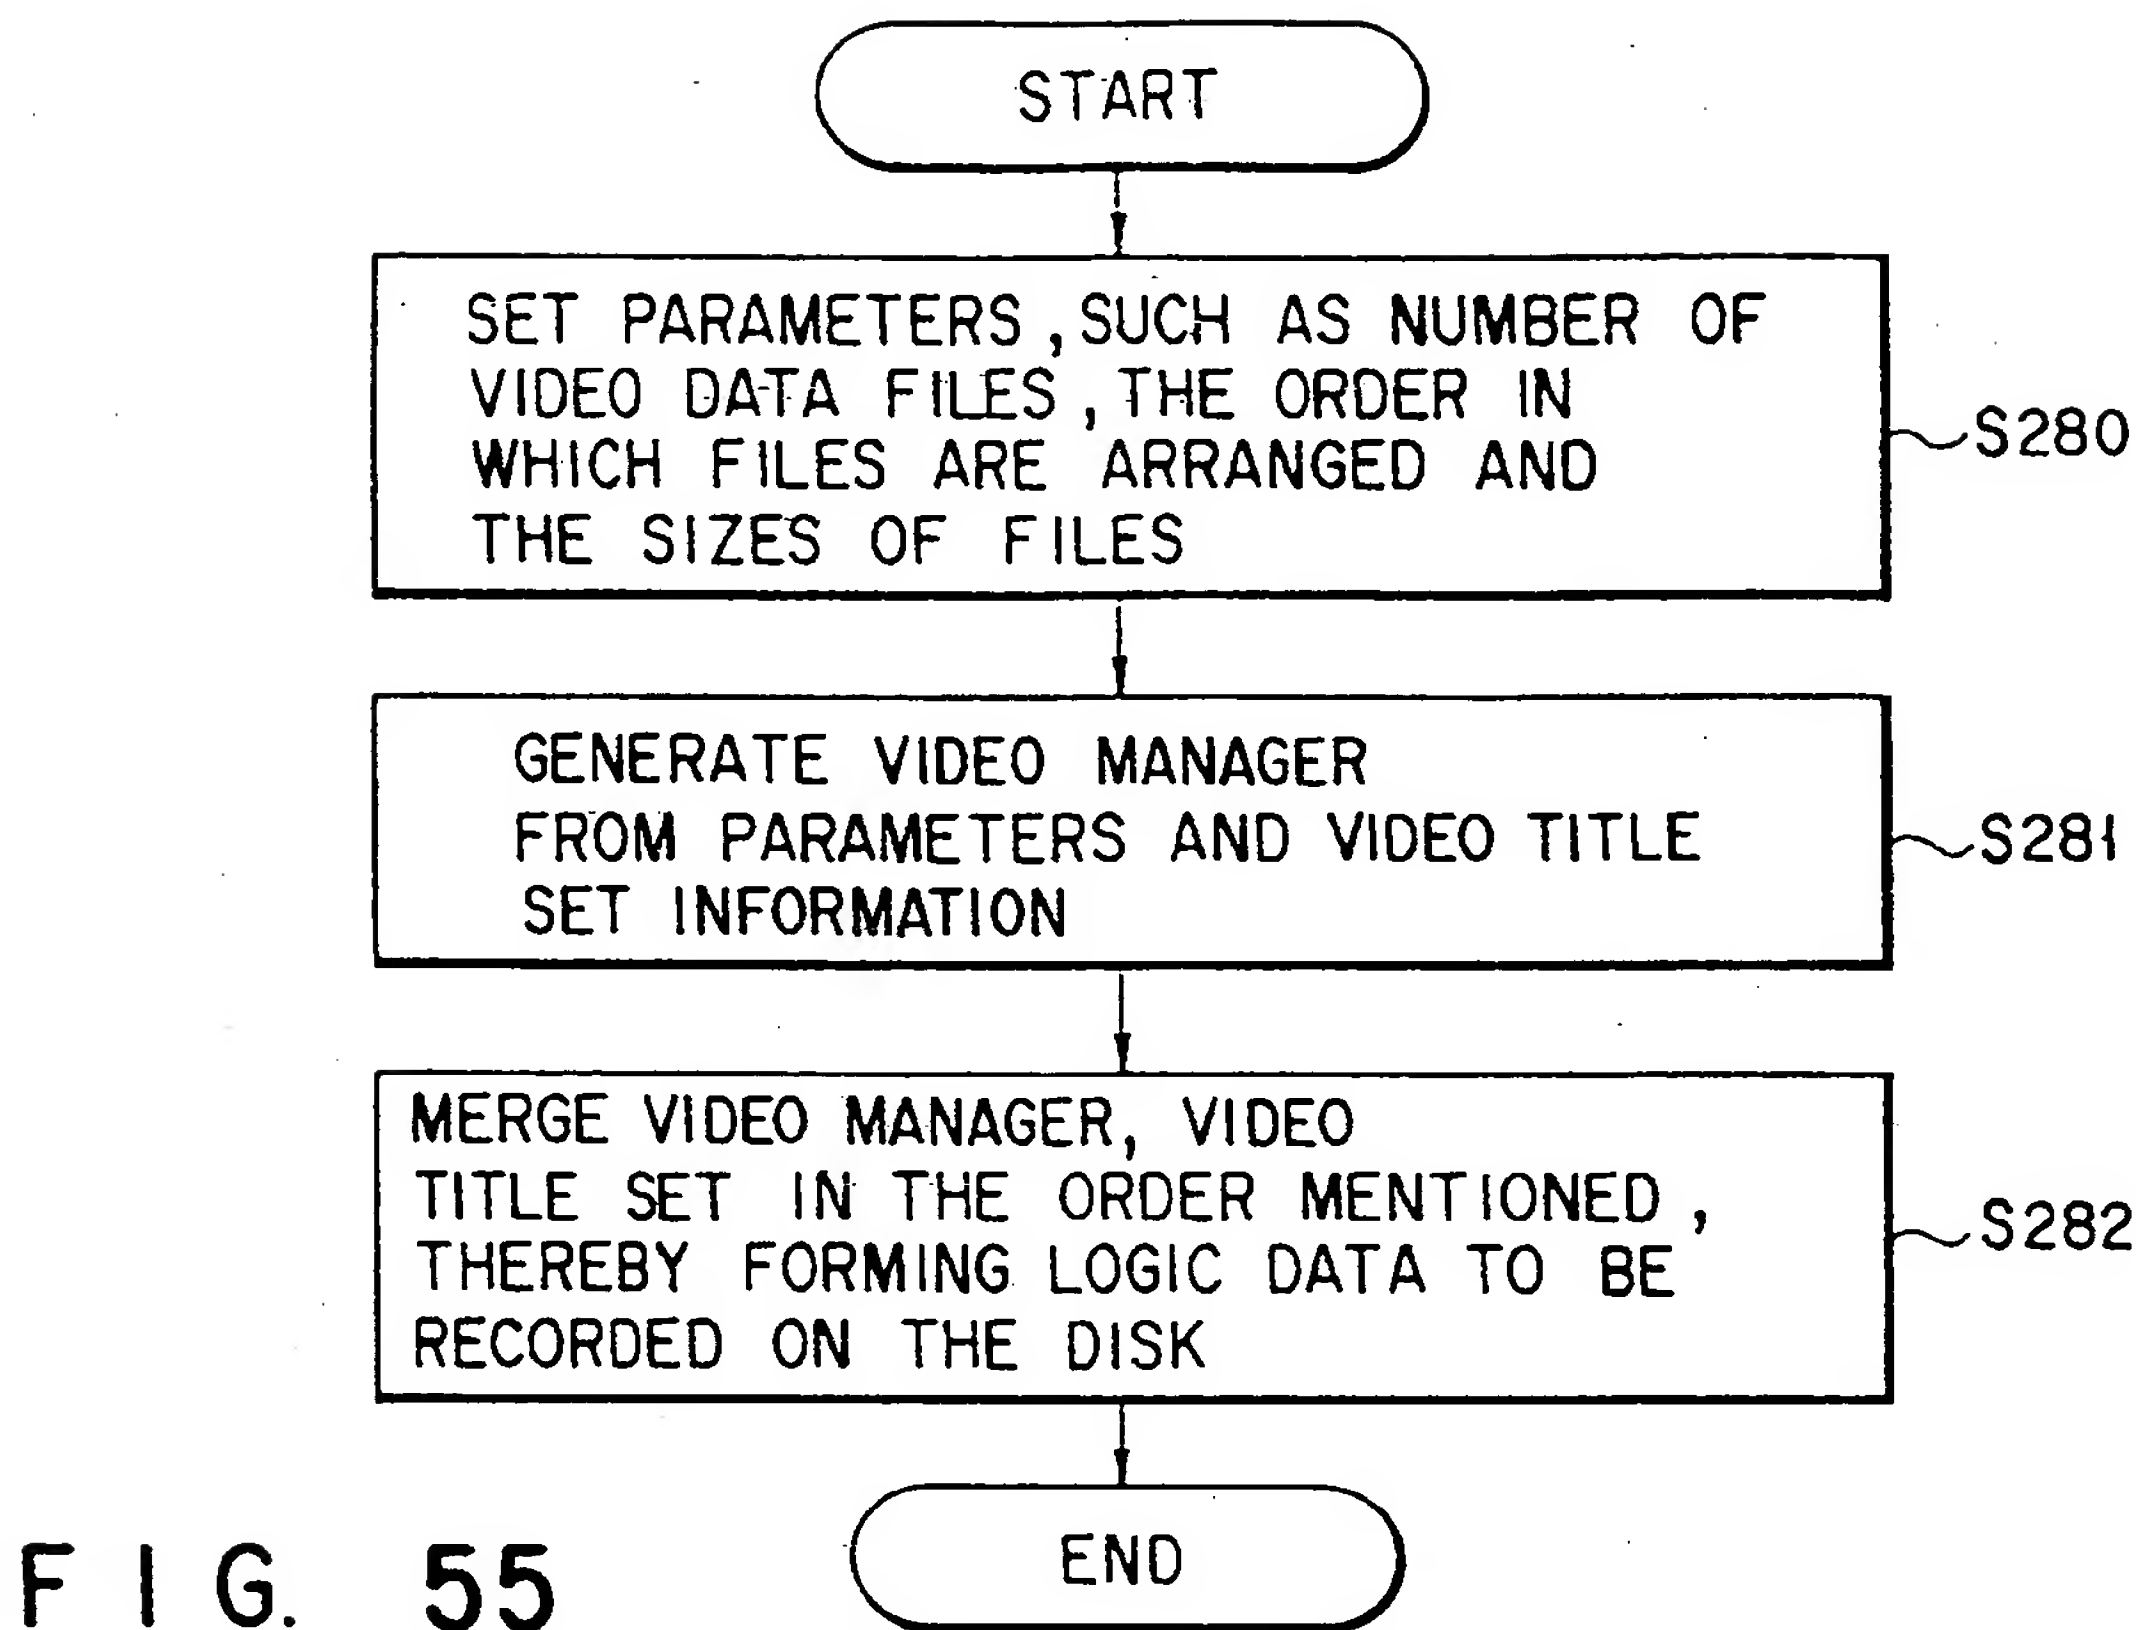 START
SET PARAMETERS, SUCH AS NUMBER OF
VIDEO DATA FILES, THE ORDER IN
WHICH FILES ARE ARRANGED AND
THE SIZES OF FILES
S280
GENERATE VIDEO MANAGER
FROM PARAMETERS AND VIDEO TITLE
SET INFORMATION
S281
MERGE VIDEO MANAGER, VIDEO
TITLE SET IN THE ORDER MENTIONED,
THEREBY FORMING LOGIC DATA TO BE
RECORDED ON THE DISK
S282
END
FIG. 55